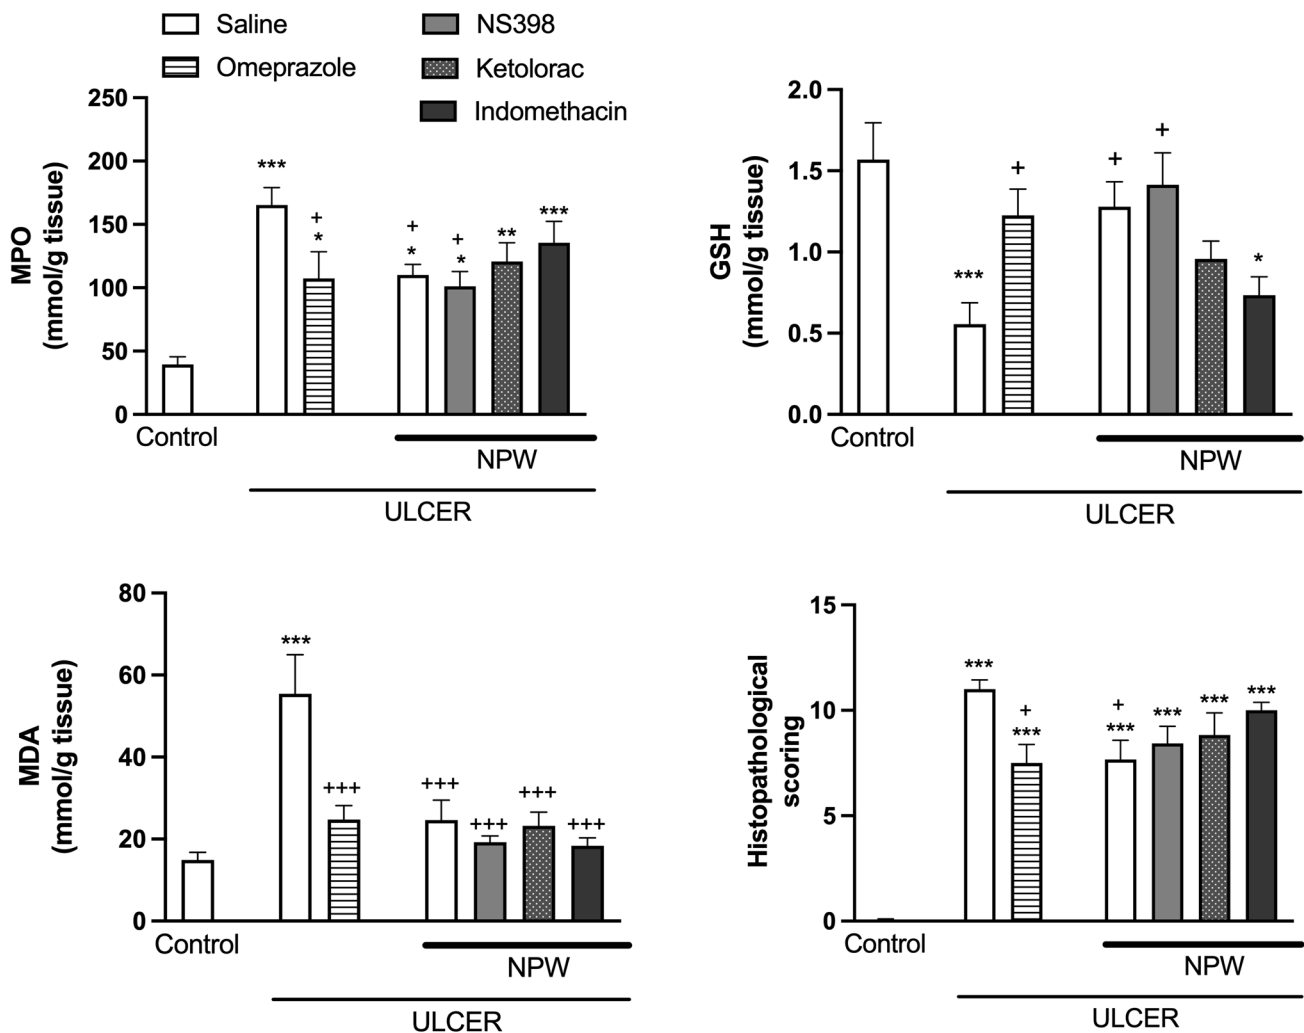 Saline
Omeprazole
NS398
Ketolorac
Indomethacin
MPO
(mmol/g tissue)
250
200
150
100
50
0
***
+
*
+
*
+
*
**
***
Control
NPW
ULCER
GSH
(mmol/g tissue)
2.0
1.5
1.0
0.5
0.0
***
+
+
+
*
Control
NPW
ULCER
MDA
(mmol/g tissue)
80
60
40
20
0
***
+++
+++
+++
+++
+++
Control
NPW
ULCER
Histopathological
scoring
15
10
5
0
***
+
***
+
***
***
***
***
Control
NPW
ULCER